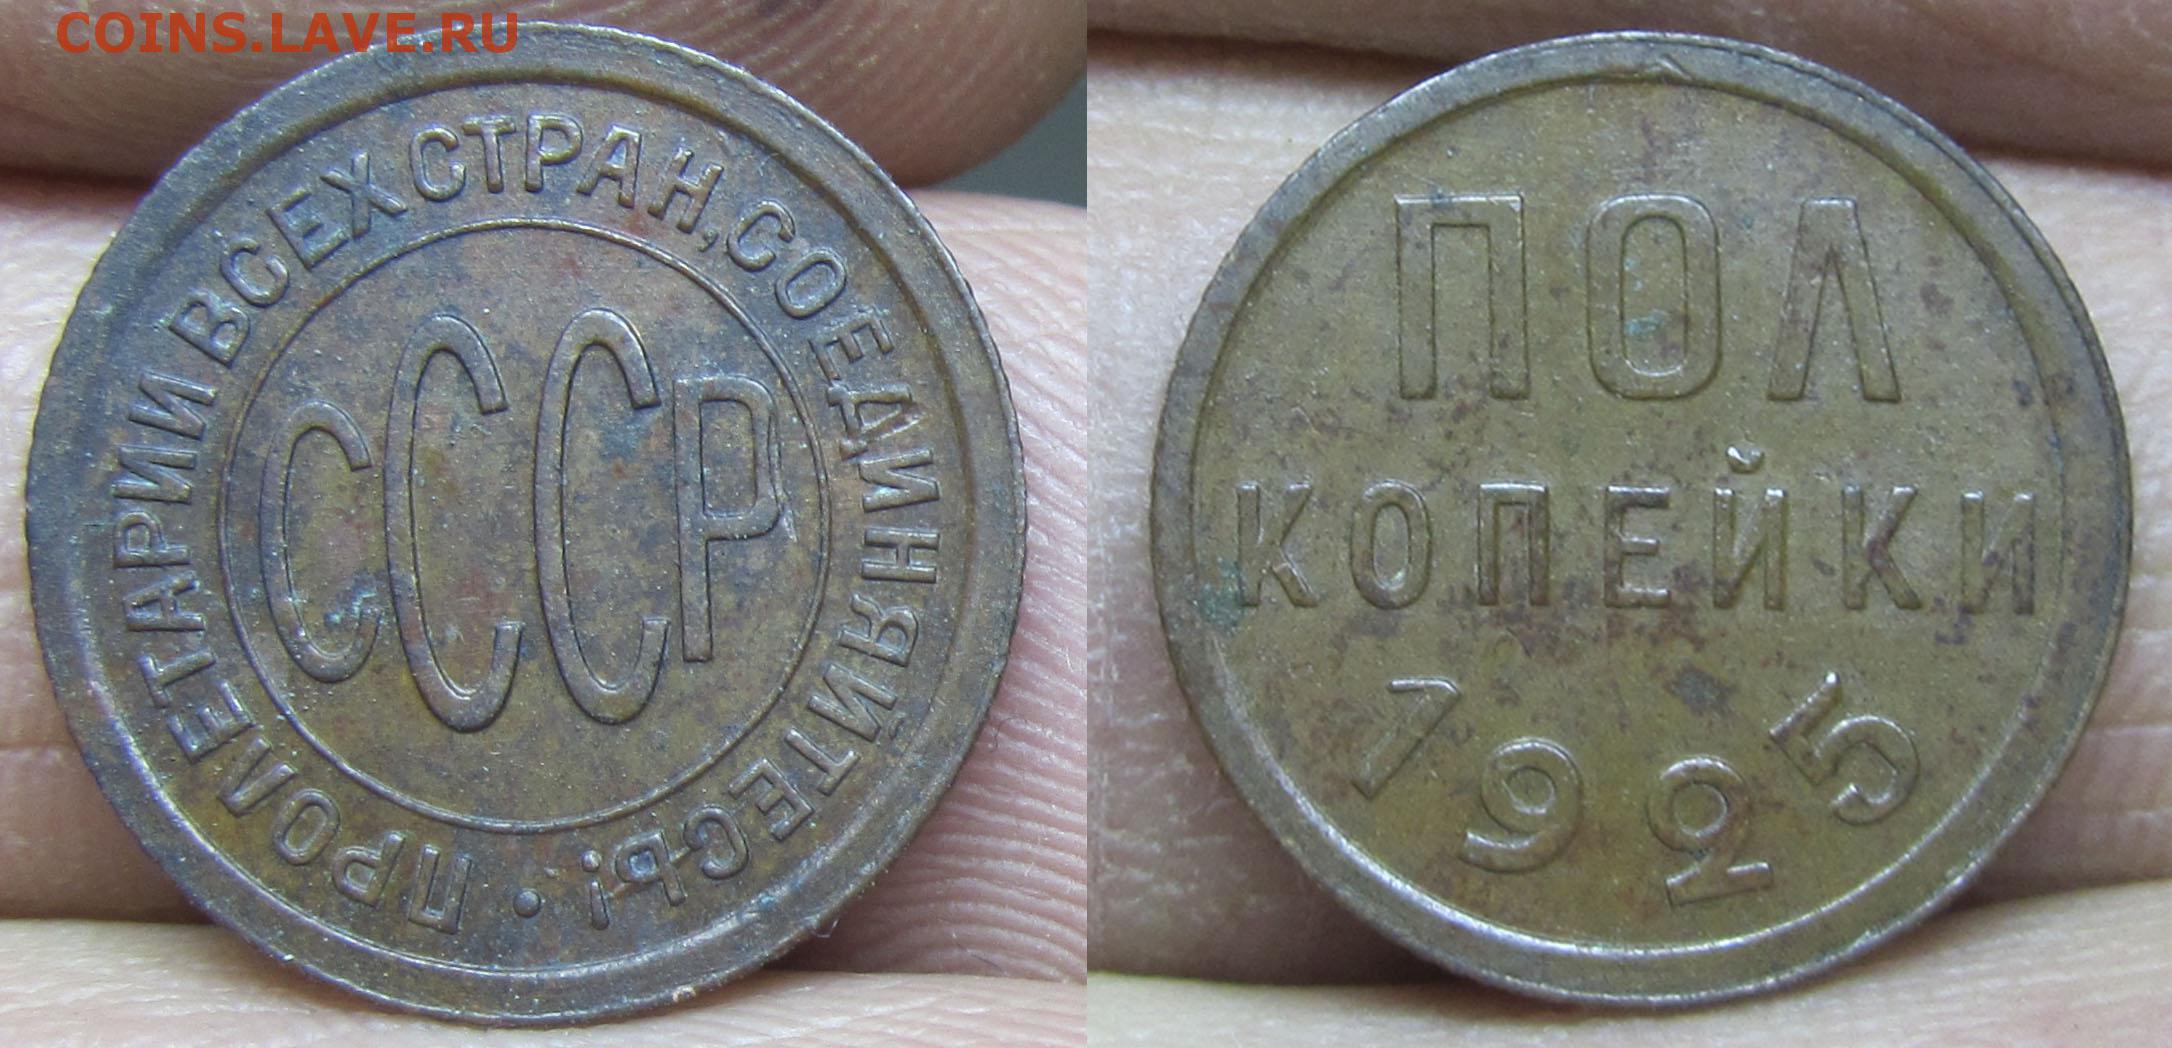 COINS.LAVE.RU
ПРОЛЕТАРИИ ВСЕХ СТРАН, СОЕДИНЯЙТЕСЬ!
СССР
ПОЛ
КОПЕЙКИ
1925